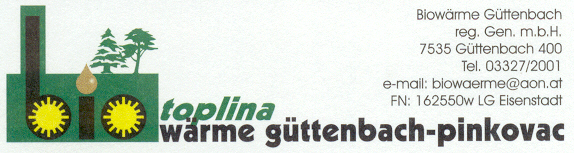 Biowärme Güttenbach
reg. Gen. m.b.H.
7535 Güttenbach 400
Tel. 03327/2001
e-mail: biowaerme@aon.at
FN: 162550w LG Eisenstadt
bio toplina
wärme güttenbach-pinkovac